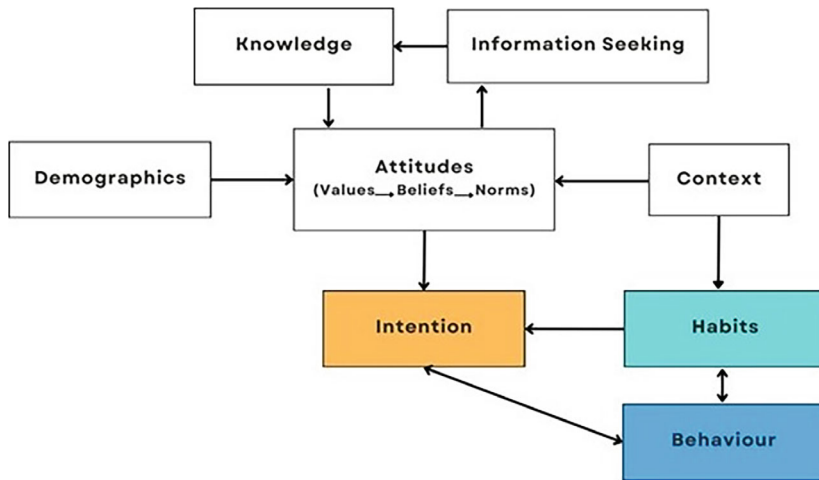 Knowledge
Information Seeking
Demographics
Attitudes
(Values→Beliefs→Norms)
Context
Intention
Habits
Behaviour